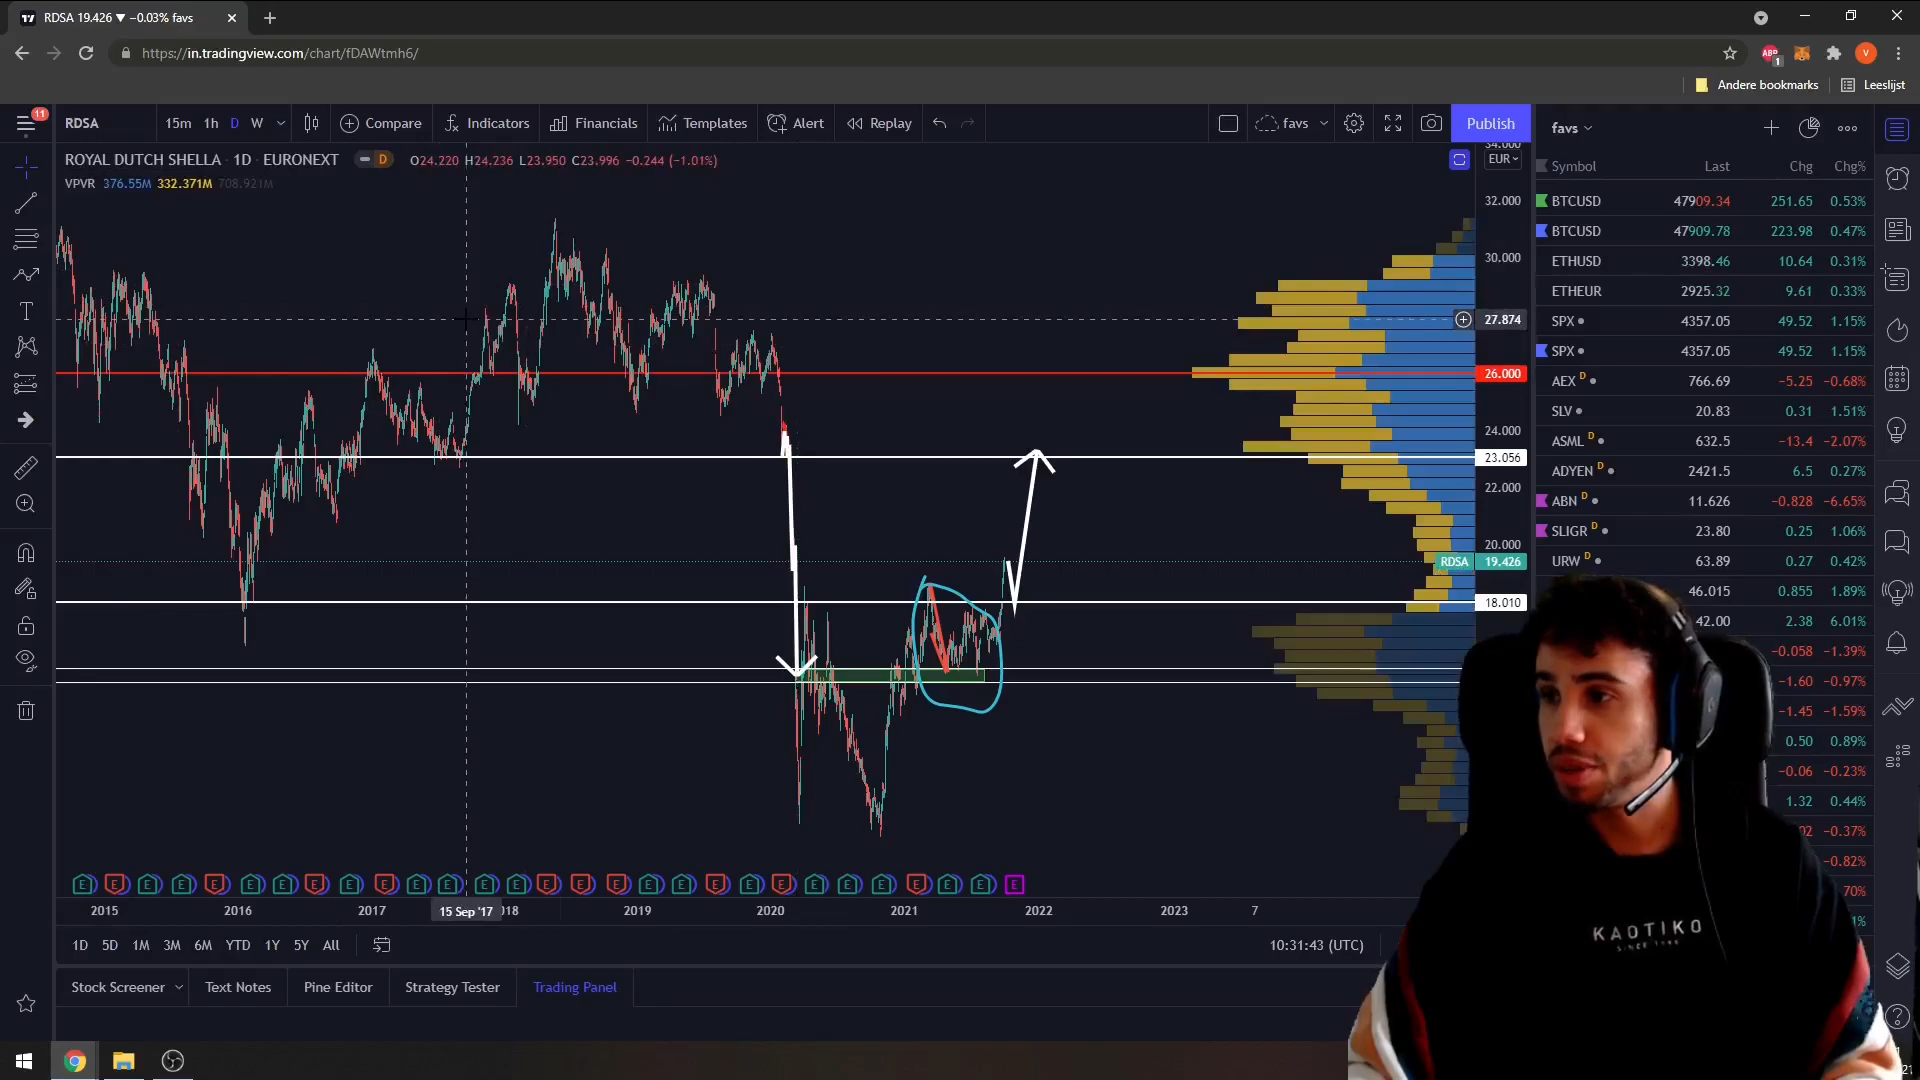 RDSA 19.426 ▼ −0.03% favs
https://in.tradingview.com/chart/fDAWtmh6/
ABP 1
V
Andere bookmarks
Leeslijst
11
RDSA
15m 1h D W
Compare
Indicators
Financials
Templates
Alert
Replay
favs
Publish
favs
ROYAL DUTCH SHELLA · 1D · EURONEXT
D
O24.220 H24.236 L23.950 C23.996 −0.244 (−1.01%)
VPVR 376.55M 332.371M 708.921M
EUR
34.000
32.000
30.000
27.874
26.000
24.000
23.056
22.000
20.000
RDSA 19.426
18.010
Symbol Last Chg Chg%
BTCUSD 47909.34 251.65 0.53%
BTCUSD 47909.78 223.98 0.47%
ETHUSD 3398.46 10.64 0.31%
ETHEUR 2925.32 9.61 0.33%
SPX 4357.05 49.52 1.15%
SPX 4357.05 49.52 1.15%
AEX D 766.69 −5.25 −0.68%
SLV 20.83 0.31 1.51%
ASML D 632.5 −13.4 −2.07%
ADYEN D 2421.5 6.5 0.27%
ABN D 11.626 −0.828 −6.65%
SLIGR D 23.80 0.25 1.06%
URW D 63.89 0.27 0.42%
46.015 0.855 1.89%
42.00 2.38 6.01%
−0.058 −1.39%
−1.60 −0.97%
−1.45 −1.59%
0.50 0.89%
−0.06 −0.23%
1.32 0.44%
−0.37%
−0.82%
70%
E E E E E E E E E E E E E E E E E E E E E E E E E E E E E
2015 2016 2017 15 Sep '17 018 2019 2020 2021 2022 2023 7
1D 5D 1M 3M 6M YTD 1Y 5Y All
10:31:43 (UTC)
Stock Screener
Text Notes
Pine Editor
Strategy Tester
Trading Panel
KAOTIKO